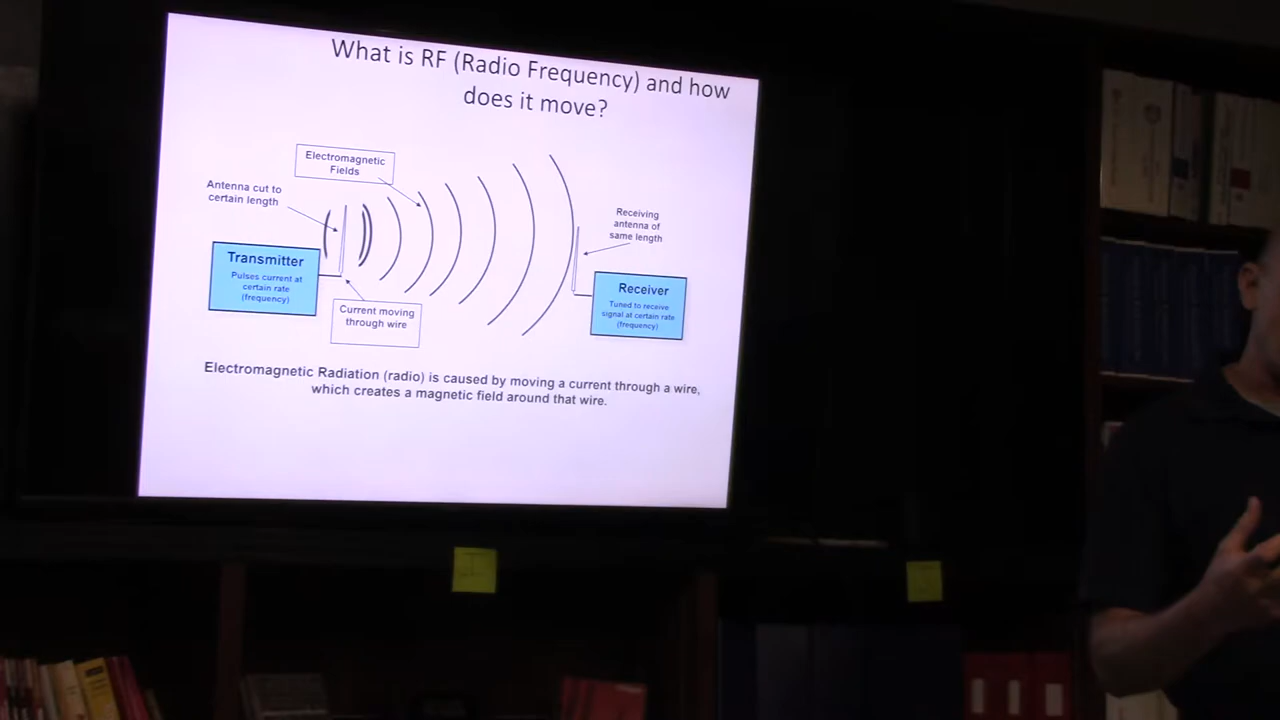 What is RF (Radio Frequency) and how
does it move?
Electromagnetic
Fields
Antenna cut to
certain length
Receiving
antenna of
same length
Transmitter
Pulses current at
certain rate
(frequency)
Current moving
through wire
Receiver
Tuned to receive
signal at certain rate
(frequency)
Electromagnetic Radiation (radio) is caused by moving a current through a wire,
which creates a magnetic field around that wire.